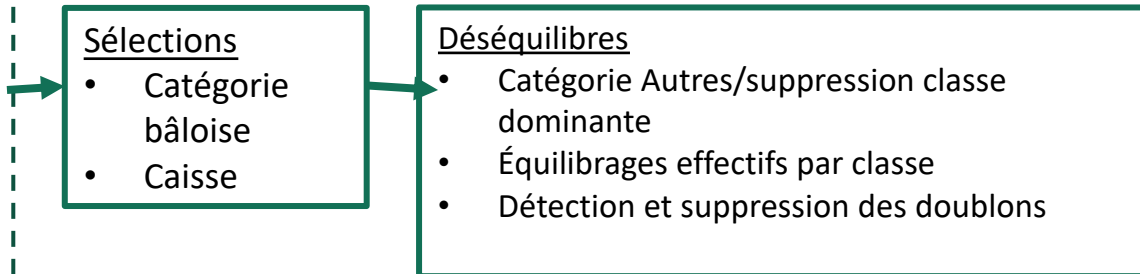 Sélections
• Catégorie
bâloise
• Caisse
Déséquilibres
• Catégorie Autres/suppression classe
dominante
• Équilibrages effectifs par classe
• Détection et suppression des doublons